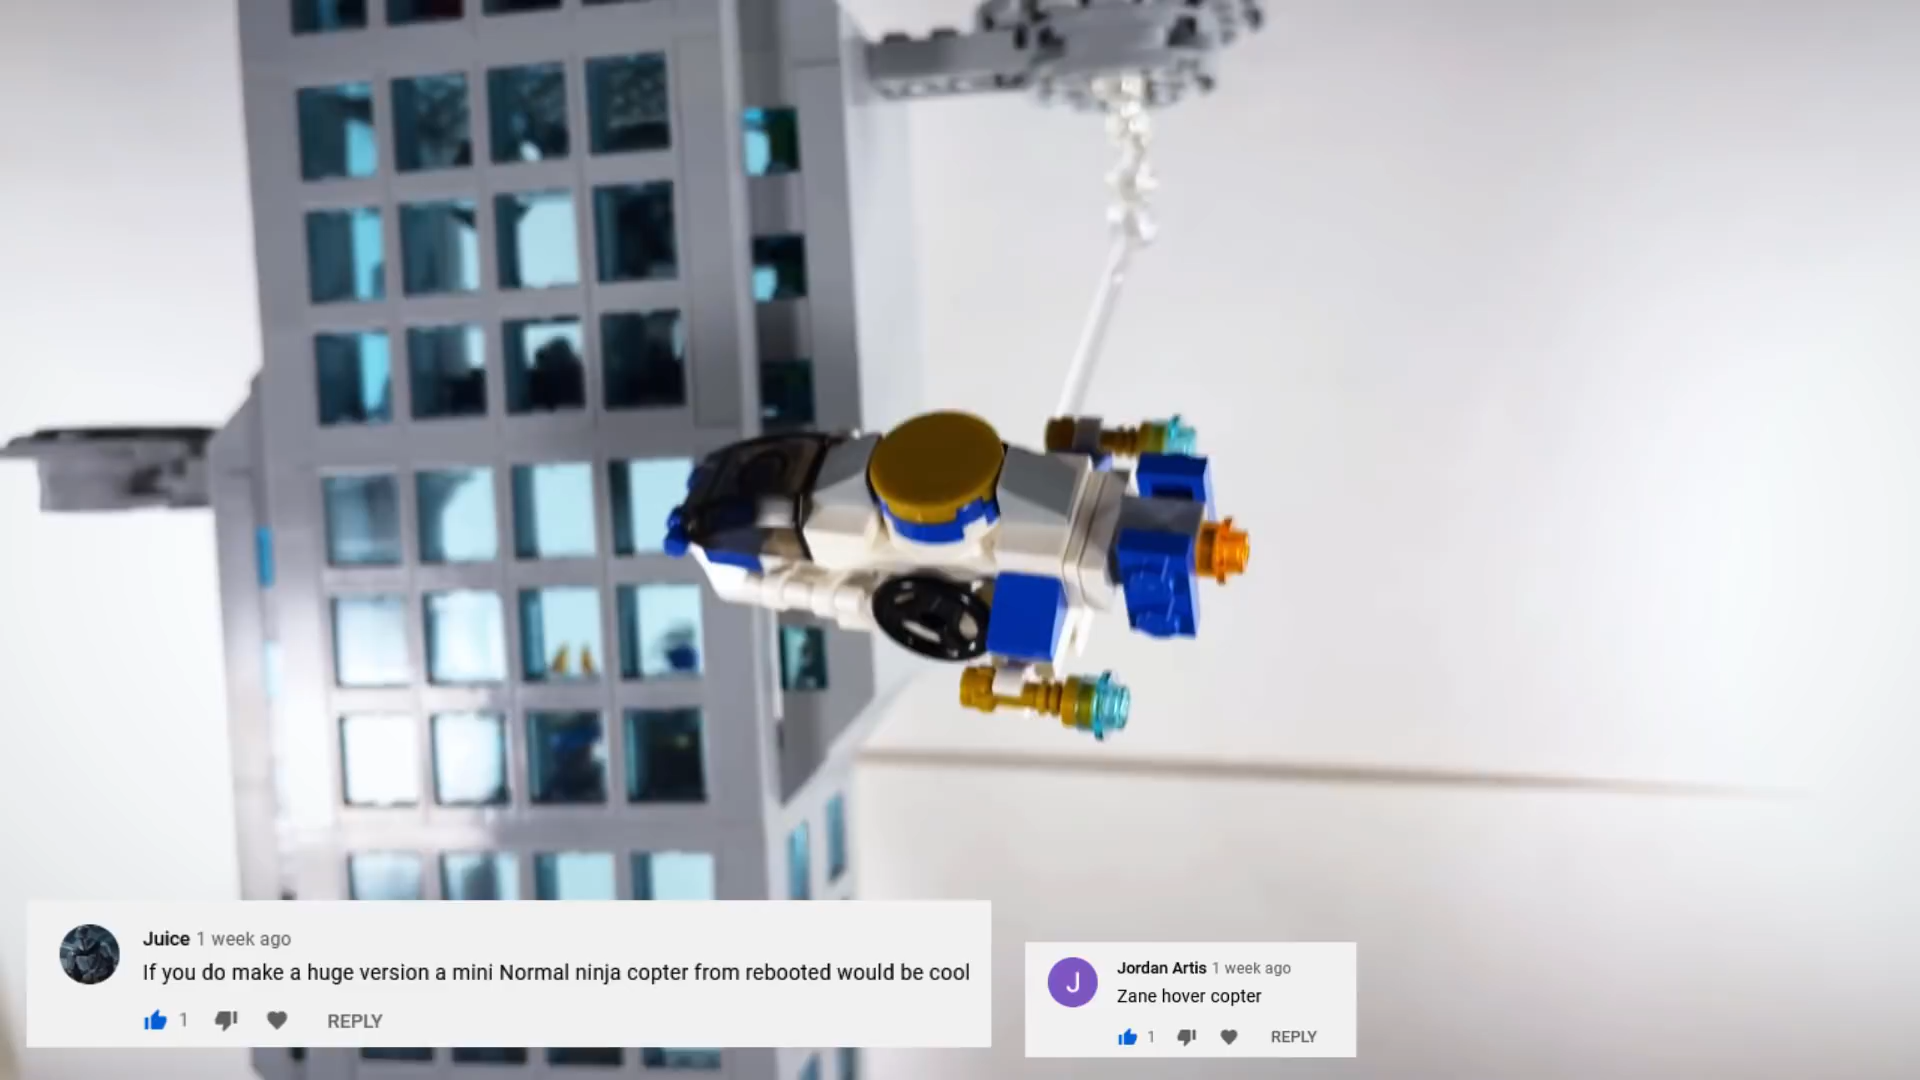 Juice 1 week ago
If you do make a huge version a mini Normal ninja copter from rebooted would be cool
1 REPLY
J
Jordan Artis 1 week ago
Zane hover copter
1 REPLY